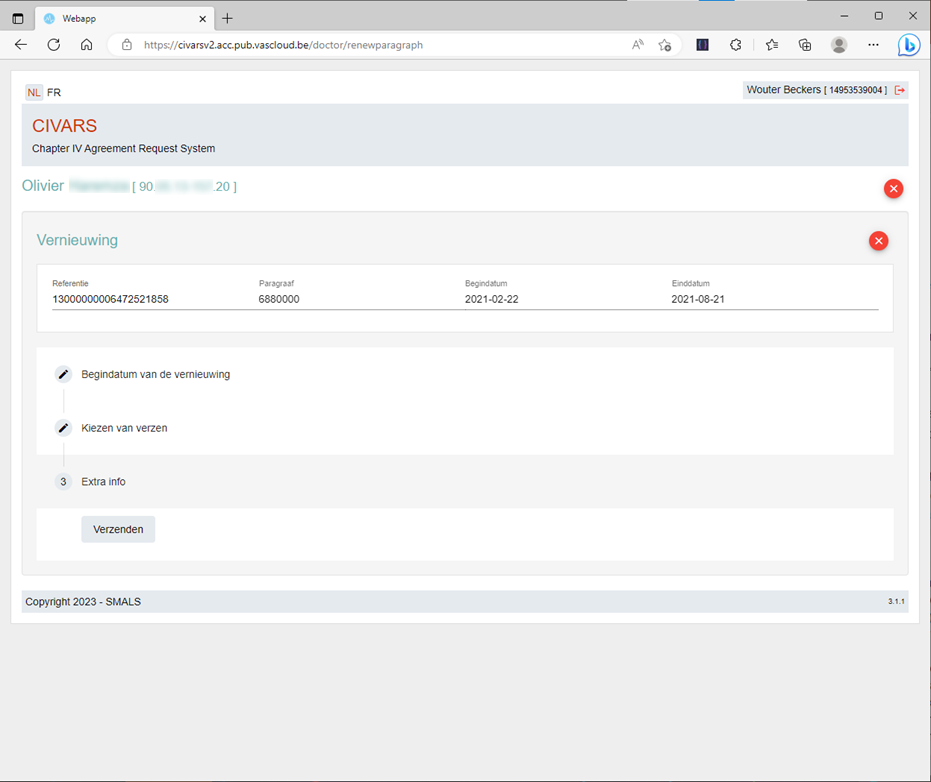 Webapp
https://civarsv2.acc.pub.vascloud.be/doctor/renewparagraph
NL FR
Wouter Beckers [ 14953539004 ]
CIVARS
Chapter IV Agreement Request System
Olivier [ 90. .20 ]
Vernieuwing
Referentie Paragraaf Begindatum Einddatum
13000000006472521858 6880000 2021-02-22 2021-08-21
Begindatum van de vernieuwing
Kiezen van verzen
3 Extra info
Verzenden
Copyright 2023 - SMALS 3.1.1